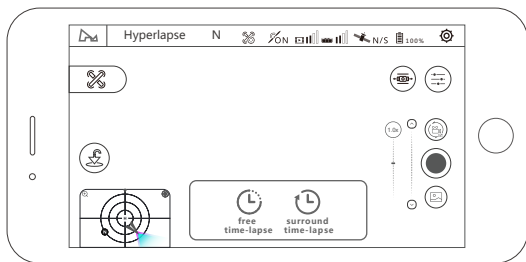 Hyperlapse N ON N/S 100%
1.0x
free time-lapse
surround time-lapse